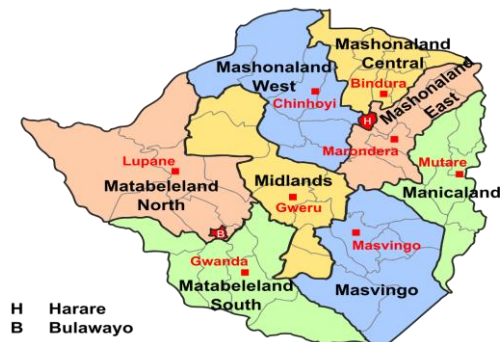 Mashonaland
Central
Mashonaland
West
Bindura
Chinhoyi
Mashonaland
East
H
Marondera
Lupane
Mutare
Matabeleland
North
Midlands
Manicaland
Gweru
B
Masvingo
Gwanda
Matabeleland
South
Masvingo
H Harare
B Bulawayo